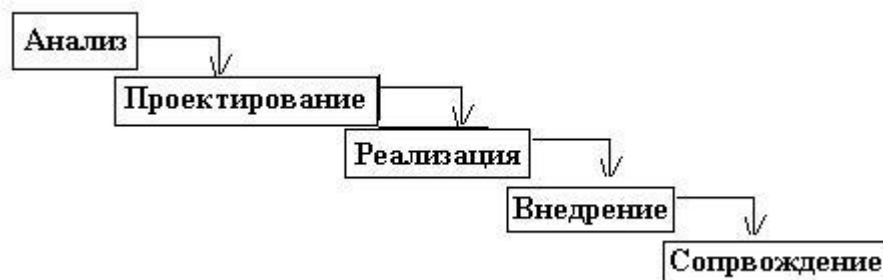 Анализ
Проектирование
Реализация
Внедрение
Сопрвождение